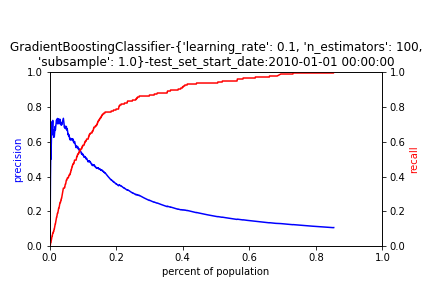 GradientBoostingClassifier-{'learning_rate': 0.1, 'n_estimators': 100,
'subsample': 1.0}-test_set_start_date:2010-01-01 00:00:00
1.0 1.0
0.8 0.8
0.6 0.6
precision recall
0.4 0.4
0.2 0.2
0.0 0.0
0.0 0.2 0.4 0.6 0.8 1.0
percent of population